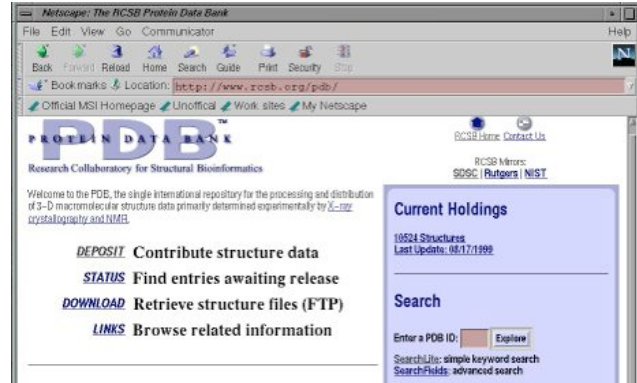 Netscape: The RCSB Protein Data Bank
File Edit View Go Communicator Help
Back Forward Reload Home Search Guide Print Security Stop
Bookmarks Location: http://www.rcsb.org/pdb/
Official MSI Homepage Unoffical Work sites My Netscape
PDB™
PROTEIN DATA BANK
Research Collaboratory for Structural Bioinformatics
Welcome to the PDB, the single international repository for the processing and distribution
of 3-D macromolecular structure data primarily determined experimentally by X-ray
crystallography and NMR.
DEPOSIT Contribute structure data
STATUS Find entries awaiting release
DOWNLOAD Retrieve structure files (FTP)
LINKS Browse related information
RCSB Home Contact Us
RCSB Mirrors:
SDSC | Rutgers | NIST
Current Holdings
10524 Structures
Last Update: 08/17/1999
Search
Enter a PDB ID: Explore
SearchLite: simple keyword search
SearchFields: advanced search